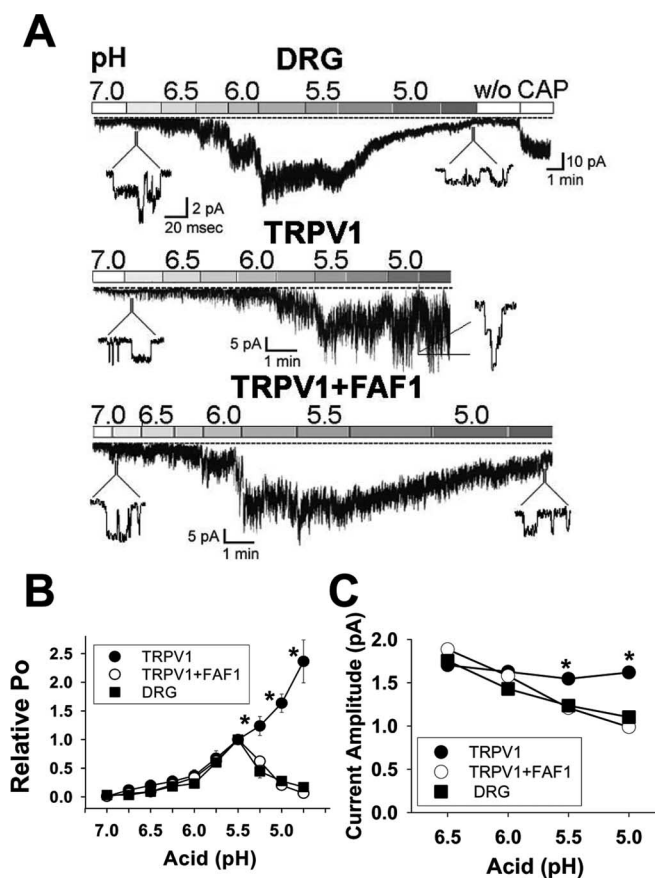 A
pH DRG
7.0 6.5 6.0 5.5 5.0 w/o CAP
10 pA
1 min
2 pA
20 msec
TRPV1
7.0 6.5 6.0 5.5 5.0
5 pA
1 min
TRPV1+FAF1
7.0 6.5 6.0 5.5 5.0
5 pA
1 min
B
Relative Po
2.5
2.0
1.5
1.0
0.5
0.0
TRPV1
TRPV1+FAF1
DRG
* * *
7.0 6.5 6.0 5.5 5.0
Acid (pH)
C
Current Amplitude (pA)
2.0
1.5
1.0
0.0
* *
TRPV1
TRPV1+FAF1
DRG
6.5 6.0 5.5 5.0
Acid (pH)